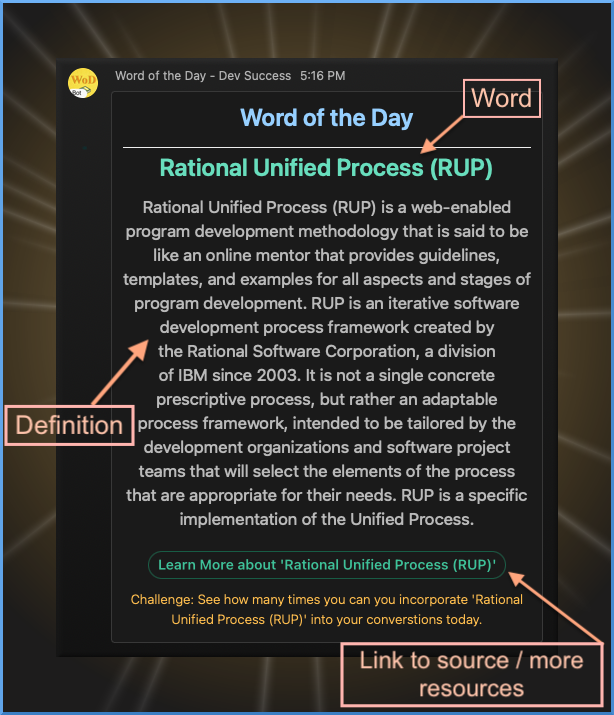 WoD
Bot
Word of the Day - Dev Success 5:16 PM
Word
Word of the Day
Rational Unified Process (RUP)
Rational Unified Process (RUP) is a web-enabled
program development methodology that is said to be
like an online mentor that provides guidelines,
templates, and examples for all aspects and stages of
program development. RUP is an iterative software
development process framework created by
the Rational Software Corporation, a division
of IBM since 2003. It is not a single concrete
prescriptive process, but rather an adaptable
process framework, intended to be tailored by the
development organizations and software project
teams that will select the elements of the process
that are appropriate for their needs. RUP is a specific
implementation of the Unified Process.
Definition
Learn More about 'Rational Unified Process (RUP)'
Challenge: See how many times you can you incorporate 'Rational
Unified Process (RUP)' into your converstions today.
Link to source / more
resources